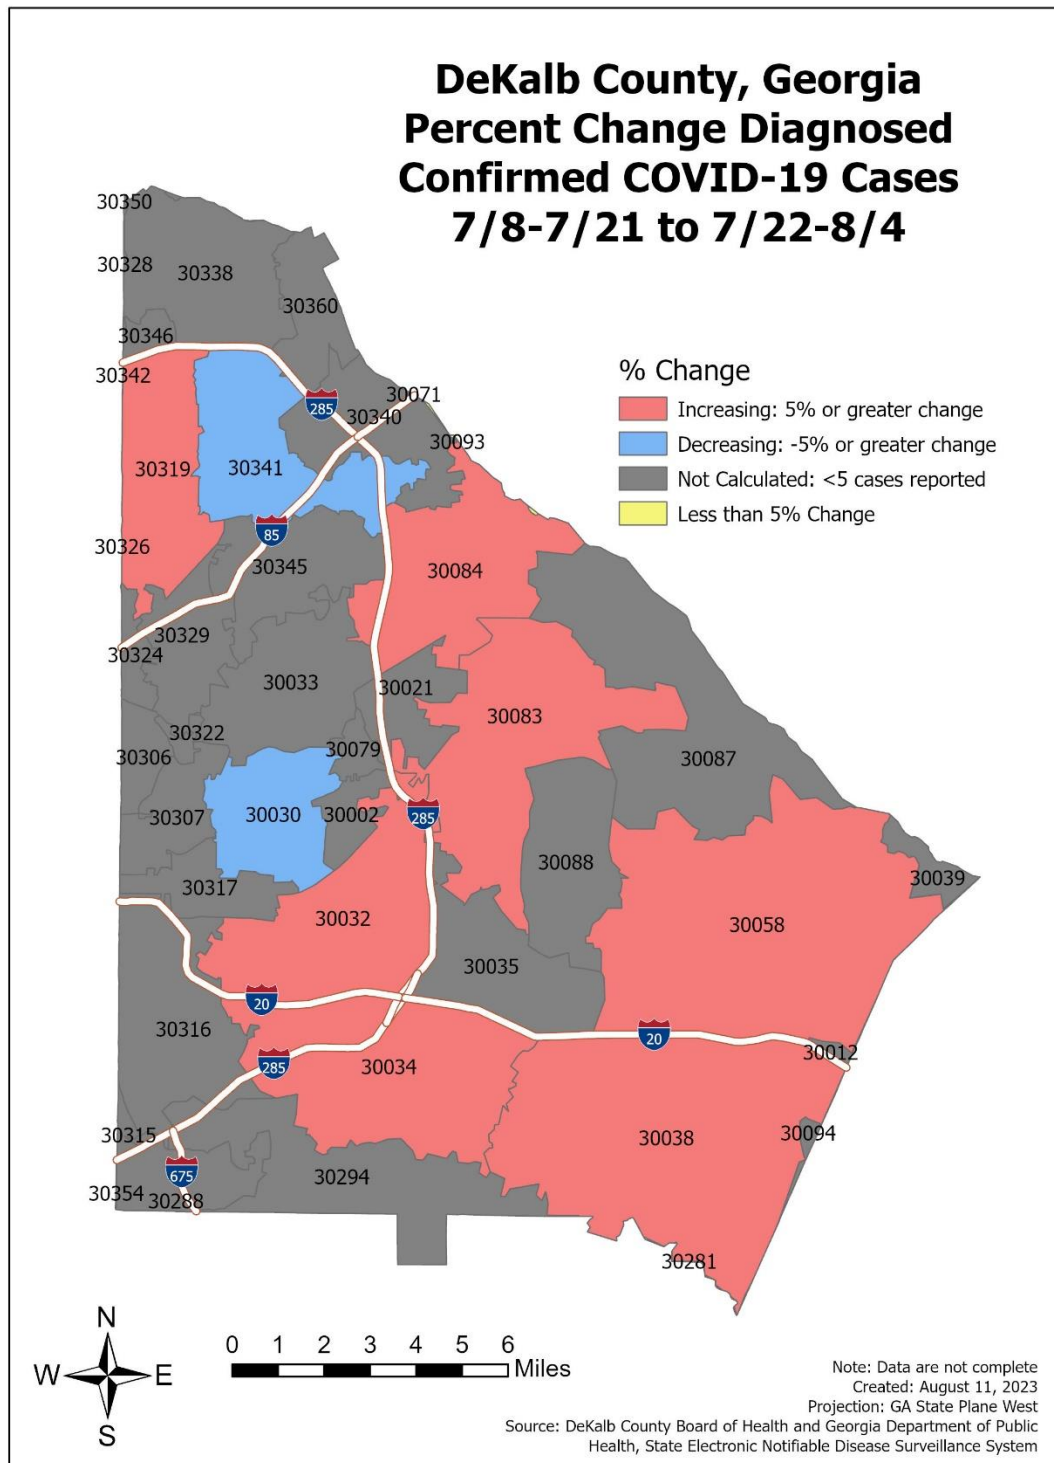 DeKalb County, Georgia
Percent Change Diagnosed
Confirmed COVID-19 Cases
7/8-7/21 to 7/22-8/4
30350
30328
30338
30360
30346
30342
% Change
Increasing: 5% or greater change
Decreasing: -5% or greater change
Not Calculated: <5 cases reported
Less than 5% Change
30071
285
30340
30093
30319
30341
85
30326
30345
30084
30329
30324
30033
30021
30083
30322
30079
30306
30087
30307
30030
30002
285
30088
30317
30039
30032
30058
30035
20
30316
20
30012
285
30034
30315
30038
30094
675
30294
30354
30288
30281
N
W
E
S
0 1 2 3 4 5 6
Miles
Note: Data are not complete
Created: August 11, 2023
Projection: GA State Plane West
Source: DeKalb County Board of Health and Georgia Department of Public
Health, State Electronic Notifiable Disease Surveillance System